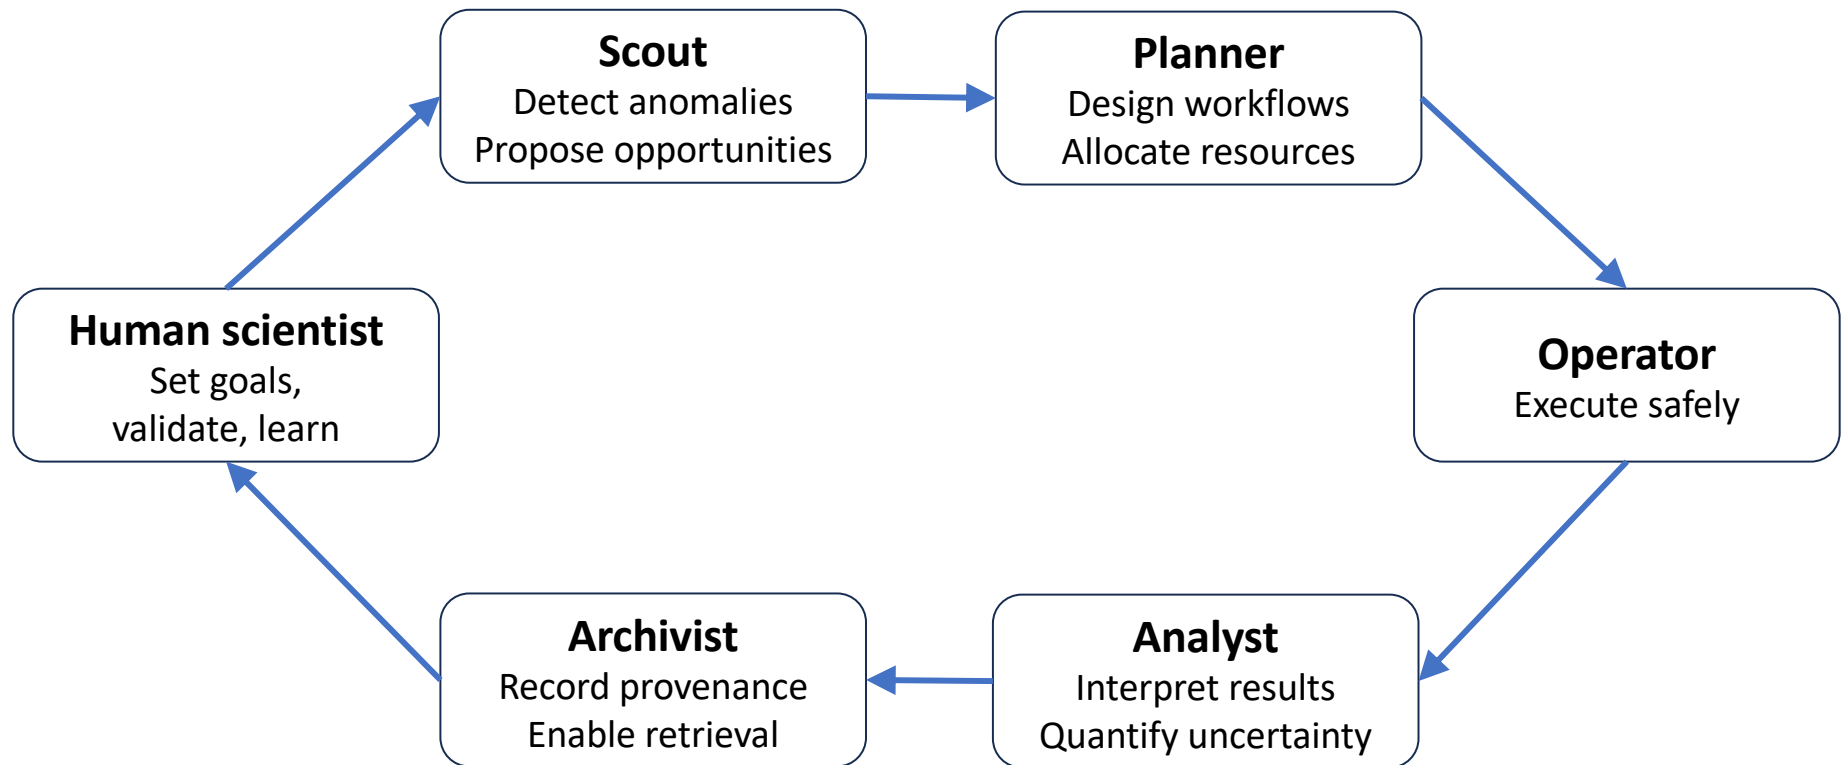 Scout
Detect anomalies
Propose opportunities
Planner
Design workflows
Allocate resources
Human scientist
Set goals,
validate, learn
Operator
Execute safely
Archivist
Record provenance
Enable retrieval
Analyst
Interpret results
Quantify uncertainty